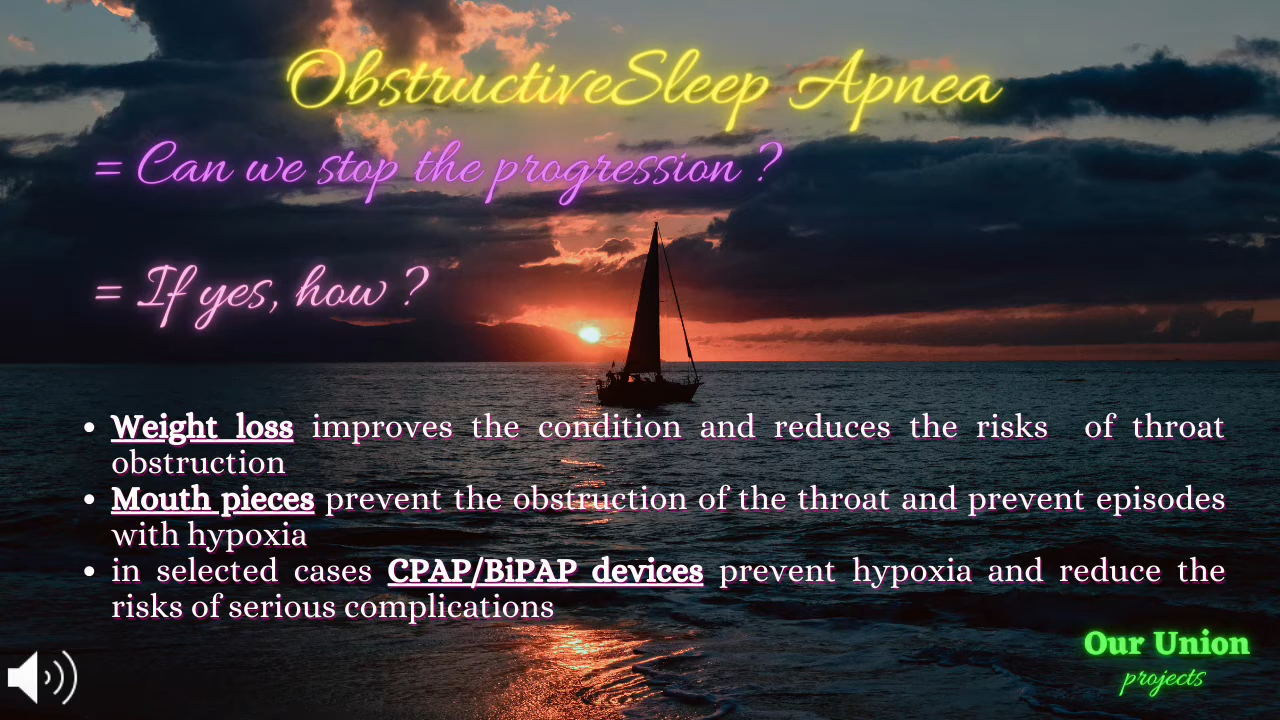 ObstructiveSleep Apnea
= Can we stop the progression ?
= If yes, how ?
• Weight loss improves the condition and reduces the risks of throat
obstruction
• Mouth pieces prevent the obstruction of the throat and prevent episodes
with hypoxia
• in selected cases CPAP/BiPAP devices prevent hypoxia and reduce the
risks of serious complications
Our Union
projects